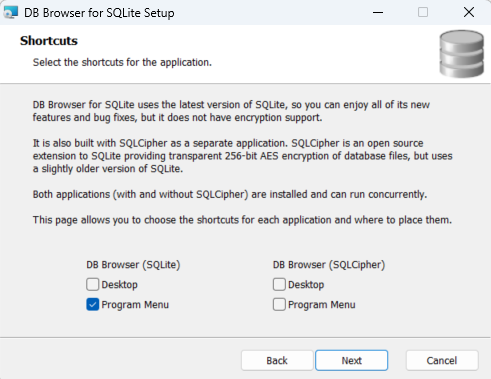 DB Browser for SQLite Setup
Shortcuts
Select the shortcuts for the application.
DB Browser for SQLite uses the latest version of SQLite, so you can enjoy all of its new
features and bug fixes, but it does not have encryption support.
It is also built with SQLCipher as a separate application. SQLCipher is an open source
extension to SQLite providing transparent 256-bit AES encryption of database files, but uses
a slightly older version of SQLite.
Both applications (with and without SQLCipher) are installed and can run concurrently.
This page allows you to choose the shortcuts for each application and where to place them.
DB Browser (SQLite) DB Browser (SQLCipher)
Desktop Desktop
Program Menu Program Menu
Back Next Cancel